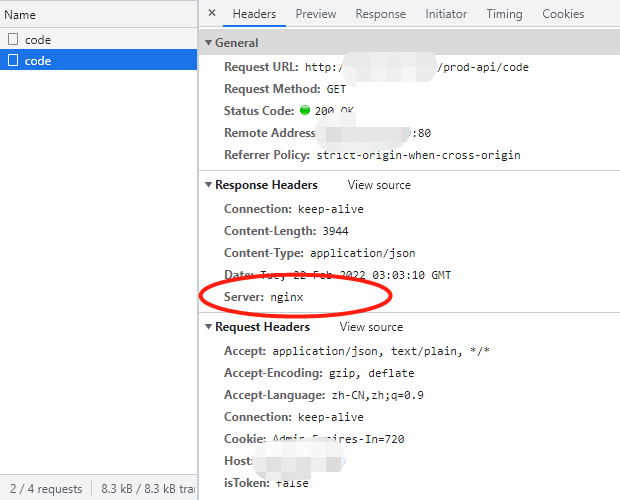 Name
× Headers Preview Response Initiator Timing Cookies
code
code
▼ General
Request URL: http:/ /prod-api/code
Request Method: GET
Status Code: 200 OK
Remote Address :80
Referrer Policy: strict-origin-when-cross-origin
▼ Response Headers View source
Connection: keep-alive
Content-Length: 3944
Content-Type: application/json
Date: Tue, 22 Feb 2022 03:03:10 GMT
Server: nginx
▼ Request Headers View source
Accept: application/json, text/plain, */*
Accept-Encoding: gzip, deflate
Accept-Language: zh-CN,zh;q=0.9
Connection: keep-alive
Cookie: Admin-Expires-In=720
Host:
isToken: false
2 / 4 requests 8.3 kB / 8.3 kB tran